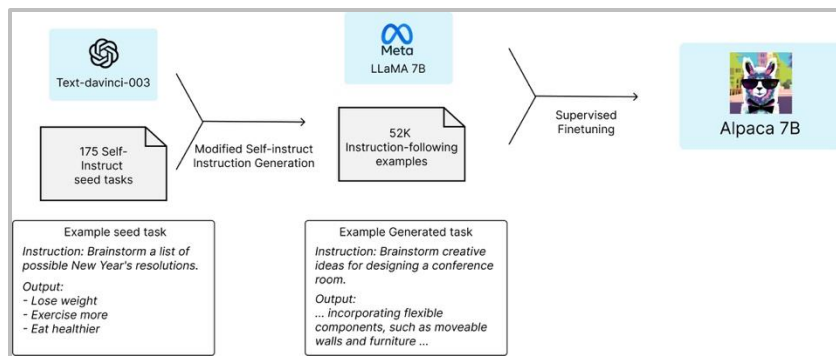 Text-davinci-003
175 Self-
Instruct
seed tasks
Modified Self-instruct
Instruction Generation
Meta
LLaMA 7B
52K
Instruction-following
examples
Supervised
Finetuning
Alpaca 7B
Example seed task
Instruction: Brainstorm a list of
possible New Year's resolutions.
Output:
- Lose weight
- Exercise more
- Eat healthier
Example Generated task
Instruction: Brainstorm creative
ideas for designing a conference
room.
Output:
... incorporating flexible
components, such as moveable
walls and furniture ...